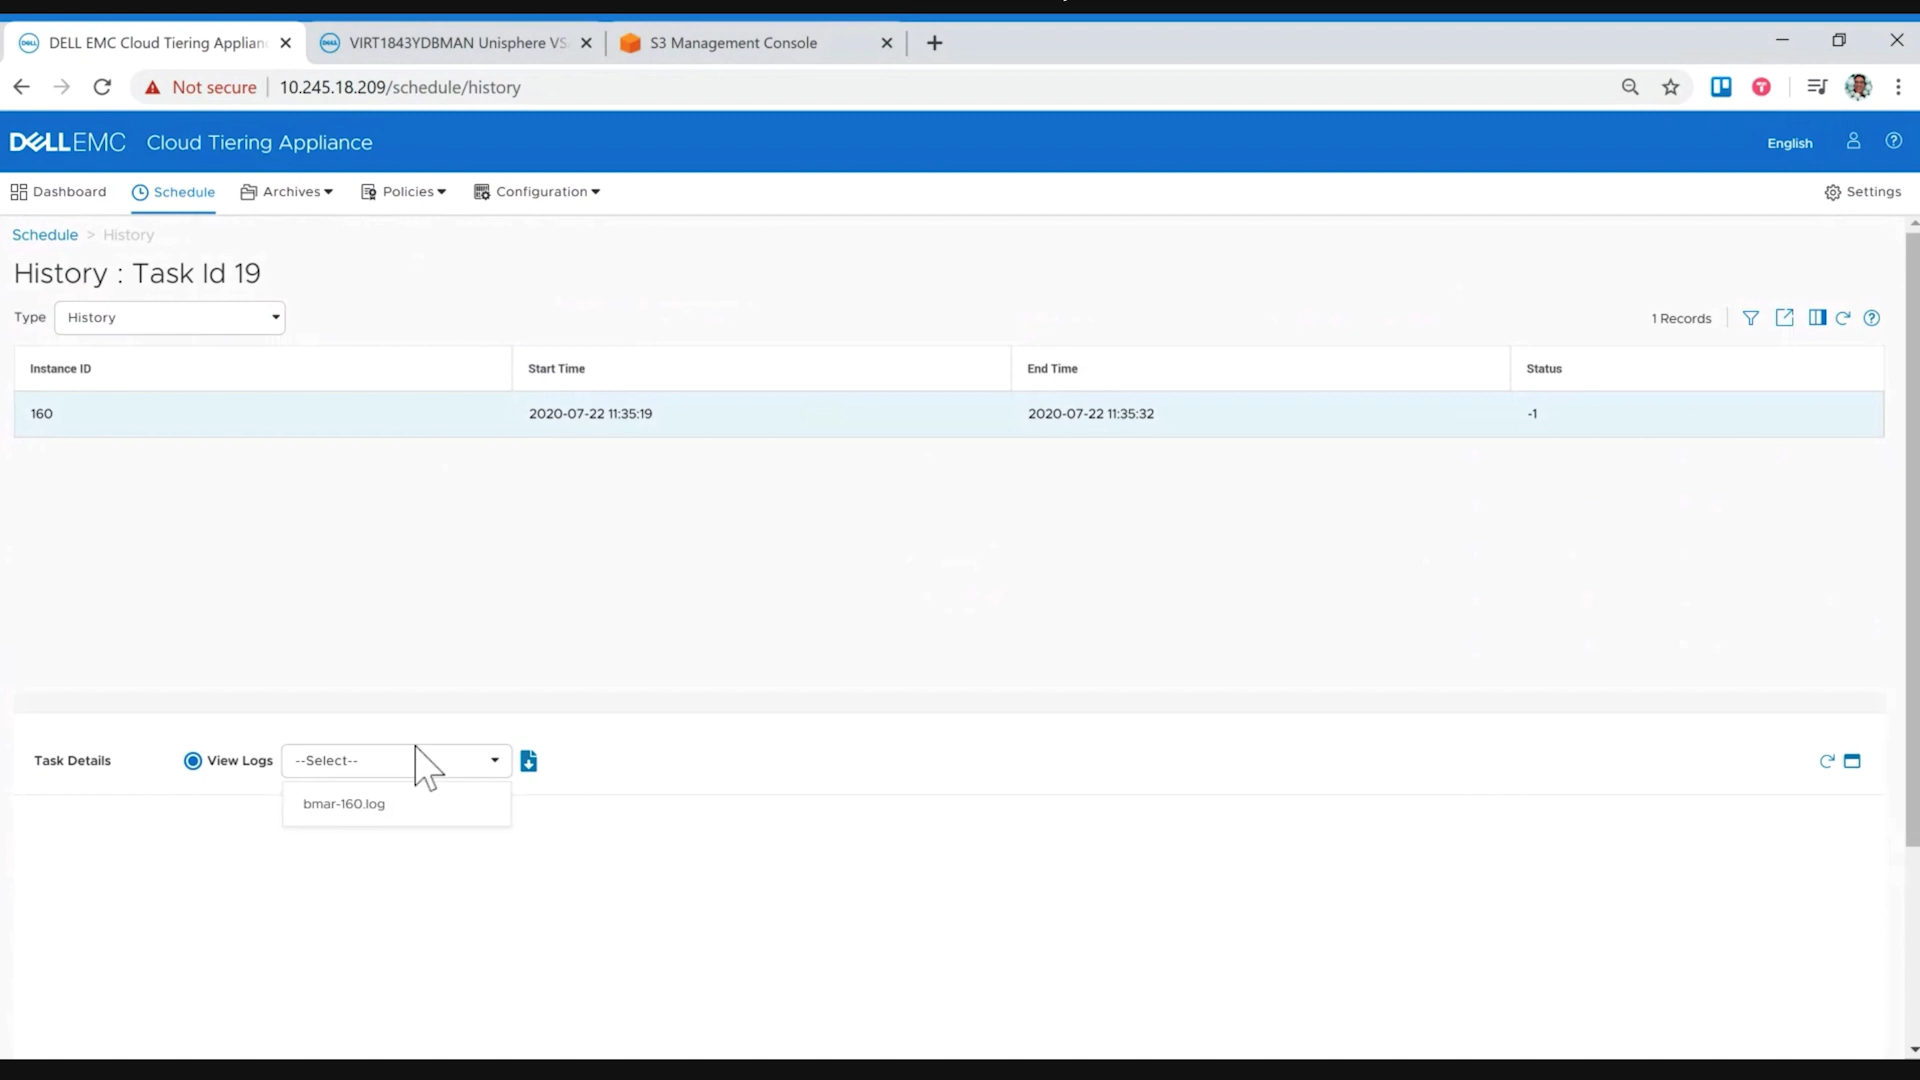 DELL EMC Cloud Tiering Applian
VIRT1843YDBMAN Unisphere VS
S3 Management Console
Not secure
10.245.18.209/schedule/history
DELLEMC Cloud Tiering Appliance
English
Dashboard
Schedule
Archives
Policies
Configuration
Settings
Schedule > History
History : Task Id 19
Type
History
1 Records
Instance ID
Start Time
End Time
Status
160
2020-07-22 11:35:19
2020-07-22 11:35:32
-1
Task Details
View Logs
--Select--
bmar-160.log